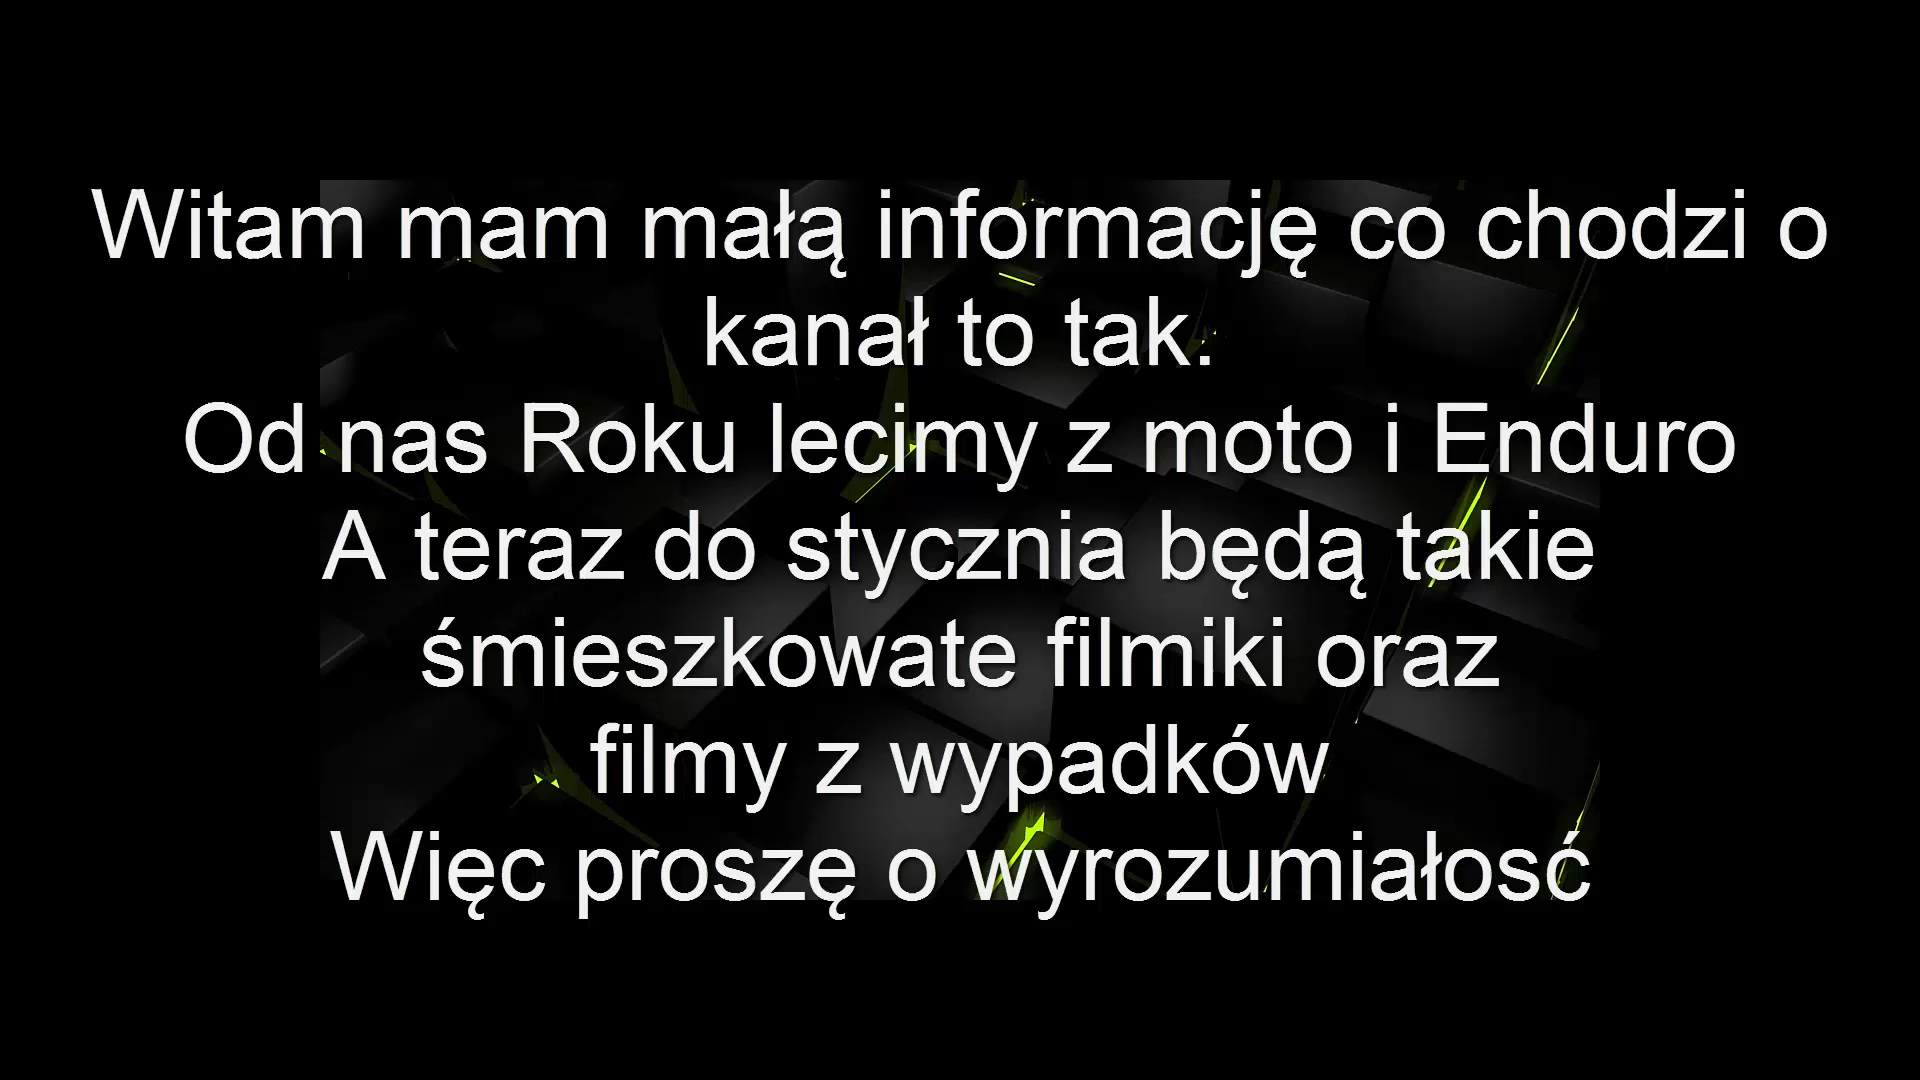 Witam mam małą informację co chodzi o
kanał to tak.
Od nas Roku lecimy z moto i Enduro
A teraz do stycznia będą takie
śmieszkowate filmiki oraz
filmy z wypadków
Więc proszę o wyrozumiałosć